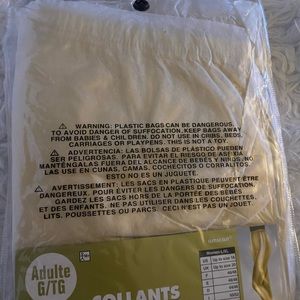 ⚠ WARNING: PLASTIC BAGS CAN BE DANGEROUS.
TO AVOID DANGER OF SUFFOCATION, KEEP BAGS AWAY
FROM BABIES & CHILDREN. DO NOT USE IN CRIBS, BEDS,
CARRIAGES OR PLAYPENS. THIS IS NOT A TOY.
⚠ ADVERTENCIA: LAS BOLSAS DE PLASTICO PUEDEN
SER PELIGROSAS. PARA EVITAR EL RIESGO DE ASFIXIA
MANTÉNGALAS FUERA DEL ALCANCE DE BEBÉS Y NIÑOS, NO
LAS USE EN CUNAS, CAMAS, COCHECITOS O CORRALITOS.
ESTO NO ES UN JUGUETE.
⚠ AVERTISSEMENT: LES SACS EN PLASTIQUE PEUVENT ÊTRE
DANGEREUX. POUR ÉVITER LES DANGERS DE SUFFOCATION
GARDEZ LES SACS HORS DE LA PORTÉE DES BÉBÉS
ET DES ENFANTS. NE PAS UTILISER DANS LES COUCHETTES,
LITS, POUSSETTES OU PARCS. CECI N'EST PAS UN JOUET.
Adulte
G/TG
COLLANTS